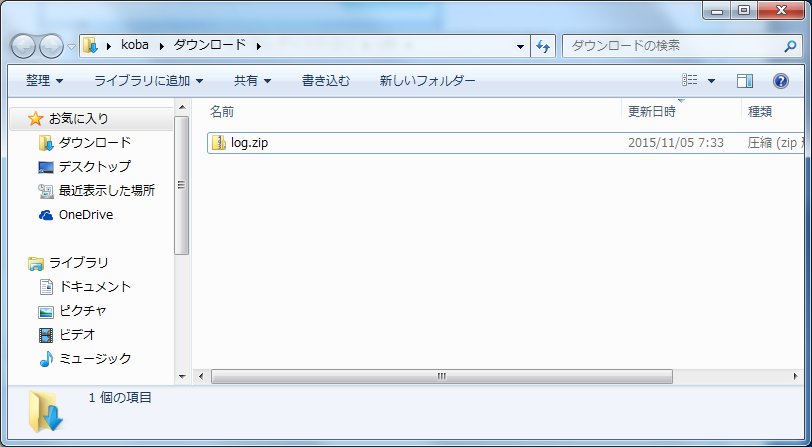 koba ダウンロード ダウンロードの検索
整理 ライブラリに追加 共有 書き込む 新しいフォルダー
お気に入り
ダウンロード
デスクトップ
最近表示した場所
OneDrive
ライブラリ
ドキュメント
ピクチャ
ビデオ
ミュージック
名前 更新日時 種類
log.zip 2015/11/05 7:33 圧縮 (zip
1 個の項目